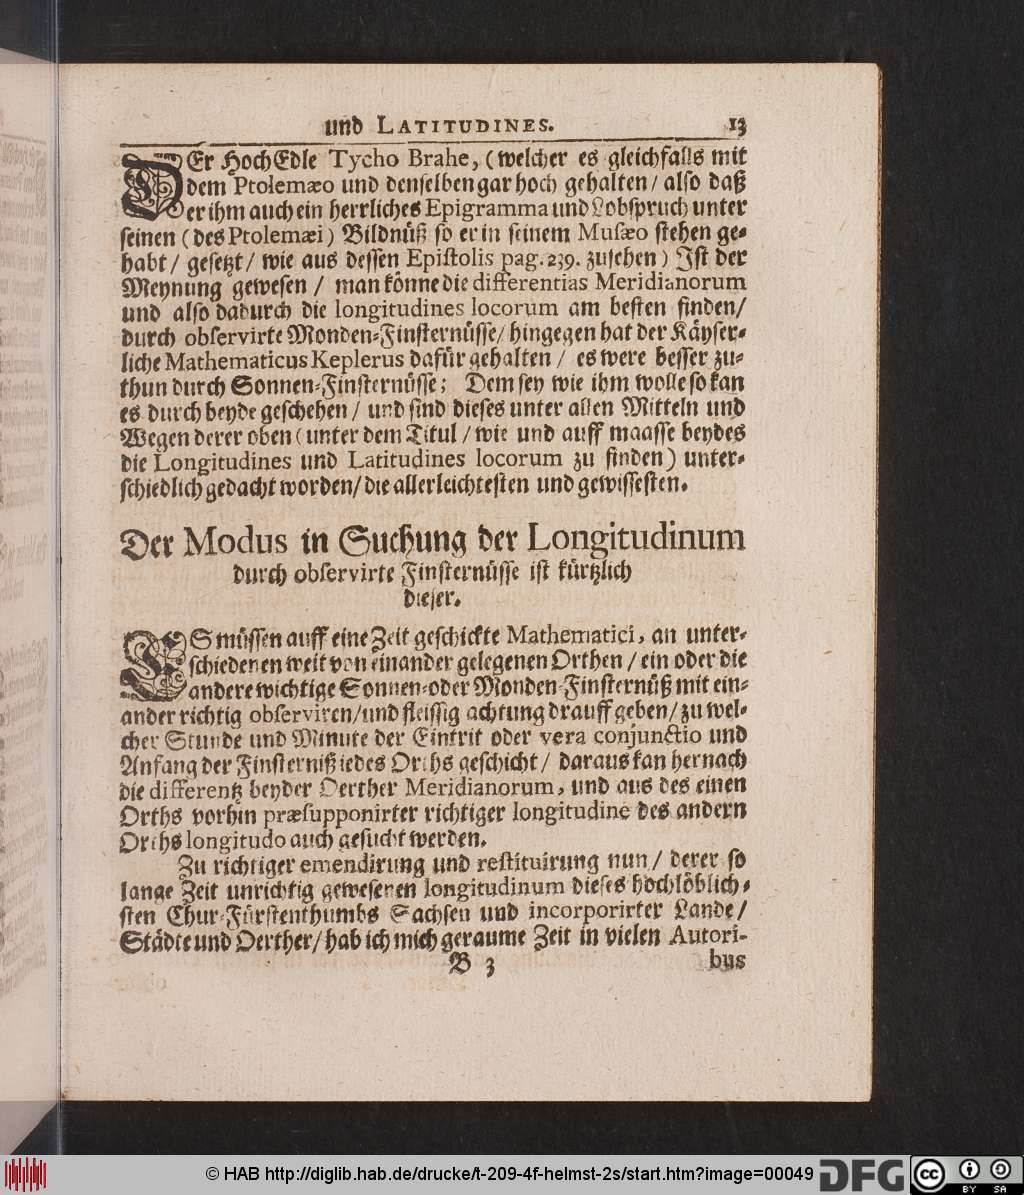 und LATITUDINES. 13
DEr HochEdle Tycho Brahe, (welcher es gleichfalls mit
dem Ptolemæo und denselben gar hoch gehalten / also daß
er ihm auch ein herrliches Epigramma und Lobspruch unter
seinen (des Ptolemæi) Bildnüß so er in seinem Musæo stehen ge-
habt / gesetzt / wie aus dessen Epistolis pag. 239. zusehen) Ist der
Meynung gewesen / man könne die differentias Meridianorum
und also dadurch die longitudines locorum am besten finden/
durch observirte Monden-Finsternüsse/ hingegen hat der Käyser-
liche Mathematicus Keplerus dafür gehalten / es were besser zu-
thun durch Sonnen-Finsternüsse; Dem sey wie ihm wolle so kan
es durch beyde geschehen / und sind dieses unter allen Mitteln und
Wegen derer oben (unter dem Titul / wie und auff maasse beydes
die Longitudines und Latitudines locorum zu finden) unter-
schiedlich gedacht worden/ die allerleichtesten und gewissesten.
Der Modus in Suchung der Longitudinum
durch observirte Finsternüsse ist kürtzlich
dieser.
ES müssen auff eine Zeit geschickte Mathematici, an unter-
schiedenen weit von einander gelegenen Orthen / ein oder die
andere wichtige Sonnen-oder Monden-Finsternüß mit ein-
ander richtig observiren/und fleissig achtung drauff geben/ zu wel-
cher Stunde und Minute der Eintrit oder vera conjunctio und
Anfang der Finsterniß iedes Orths geschicht / daraus kan hernach
die differentz beyder Oerther Meridianorum, und aus des einen
Orths vorhin præsupponirter richtiger longitudine des andern
Orths longitudo auch gesucht werden.
Zu richtiger emendirung und restituirung nun / derer so
lange Zeit unrichtig gewesenen longitudinum dieses hochlöblich-
sten Chur-Fürstenthumbs Sachsen und incorporirter Lande /
Städte und Oerther/ hab ich mich geraume Zeit in vielen Autori-
B 3 bus
© HAB http://diglib.hab.de/drucke/t-209-4f-helmst-2s/start.htm?image=00049 DFG cc BY SA